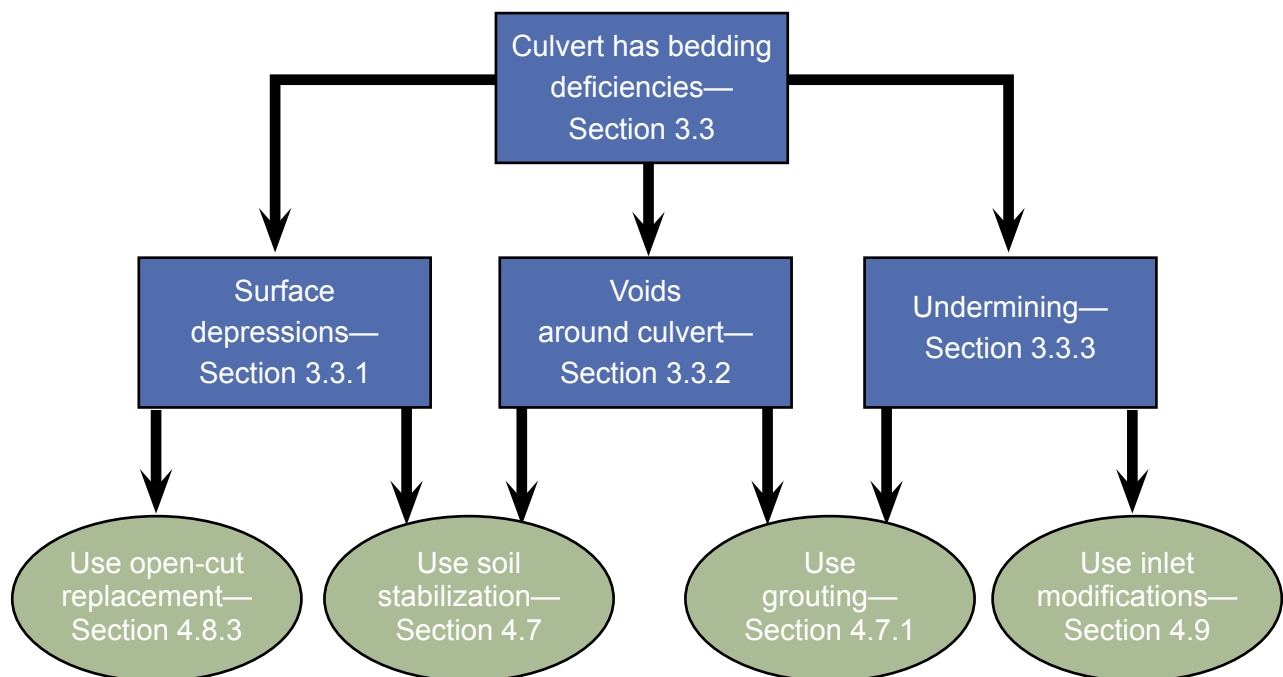 Culvert has bedding
deficiencies—
Section 3.3
Surface
depressions—
Section 3.3.1
Voids
around culvert—
Section 3.3.2
Undermining—
Section 3.3.3
Use open-cut
replacement—
Section 4.8.3
Use soil
stabilization—
Section 4.7
Use
grouting—
Section 4.7.1
Use inlet
modifications—
Section 4.9